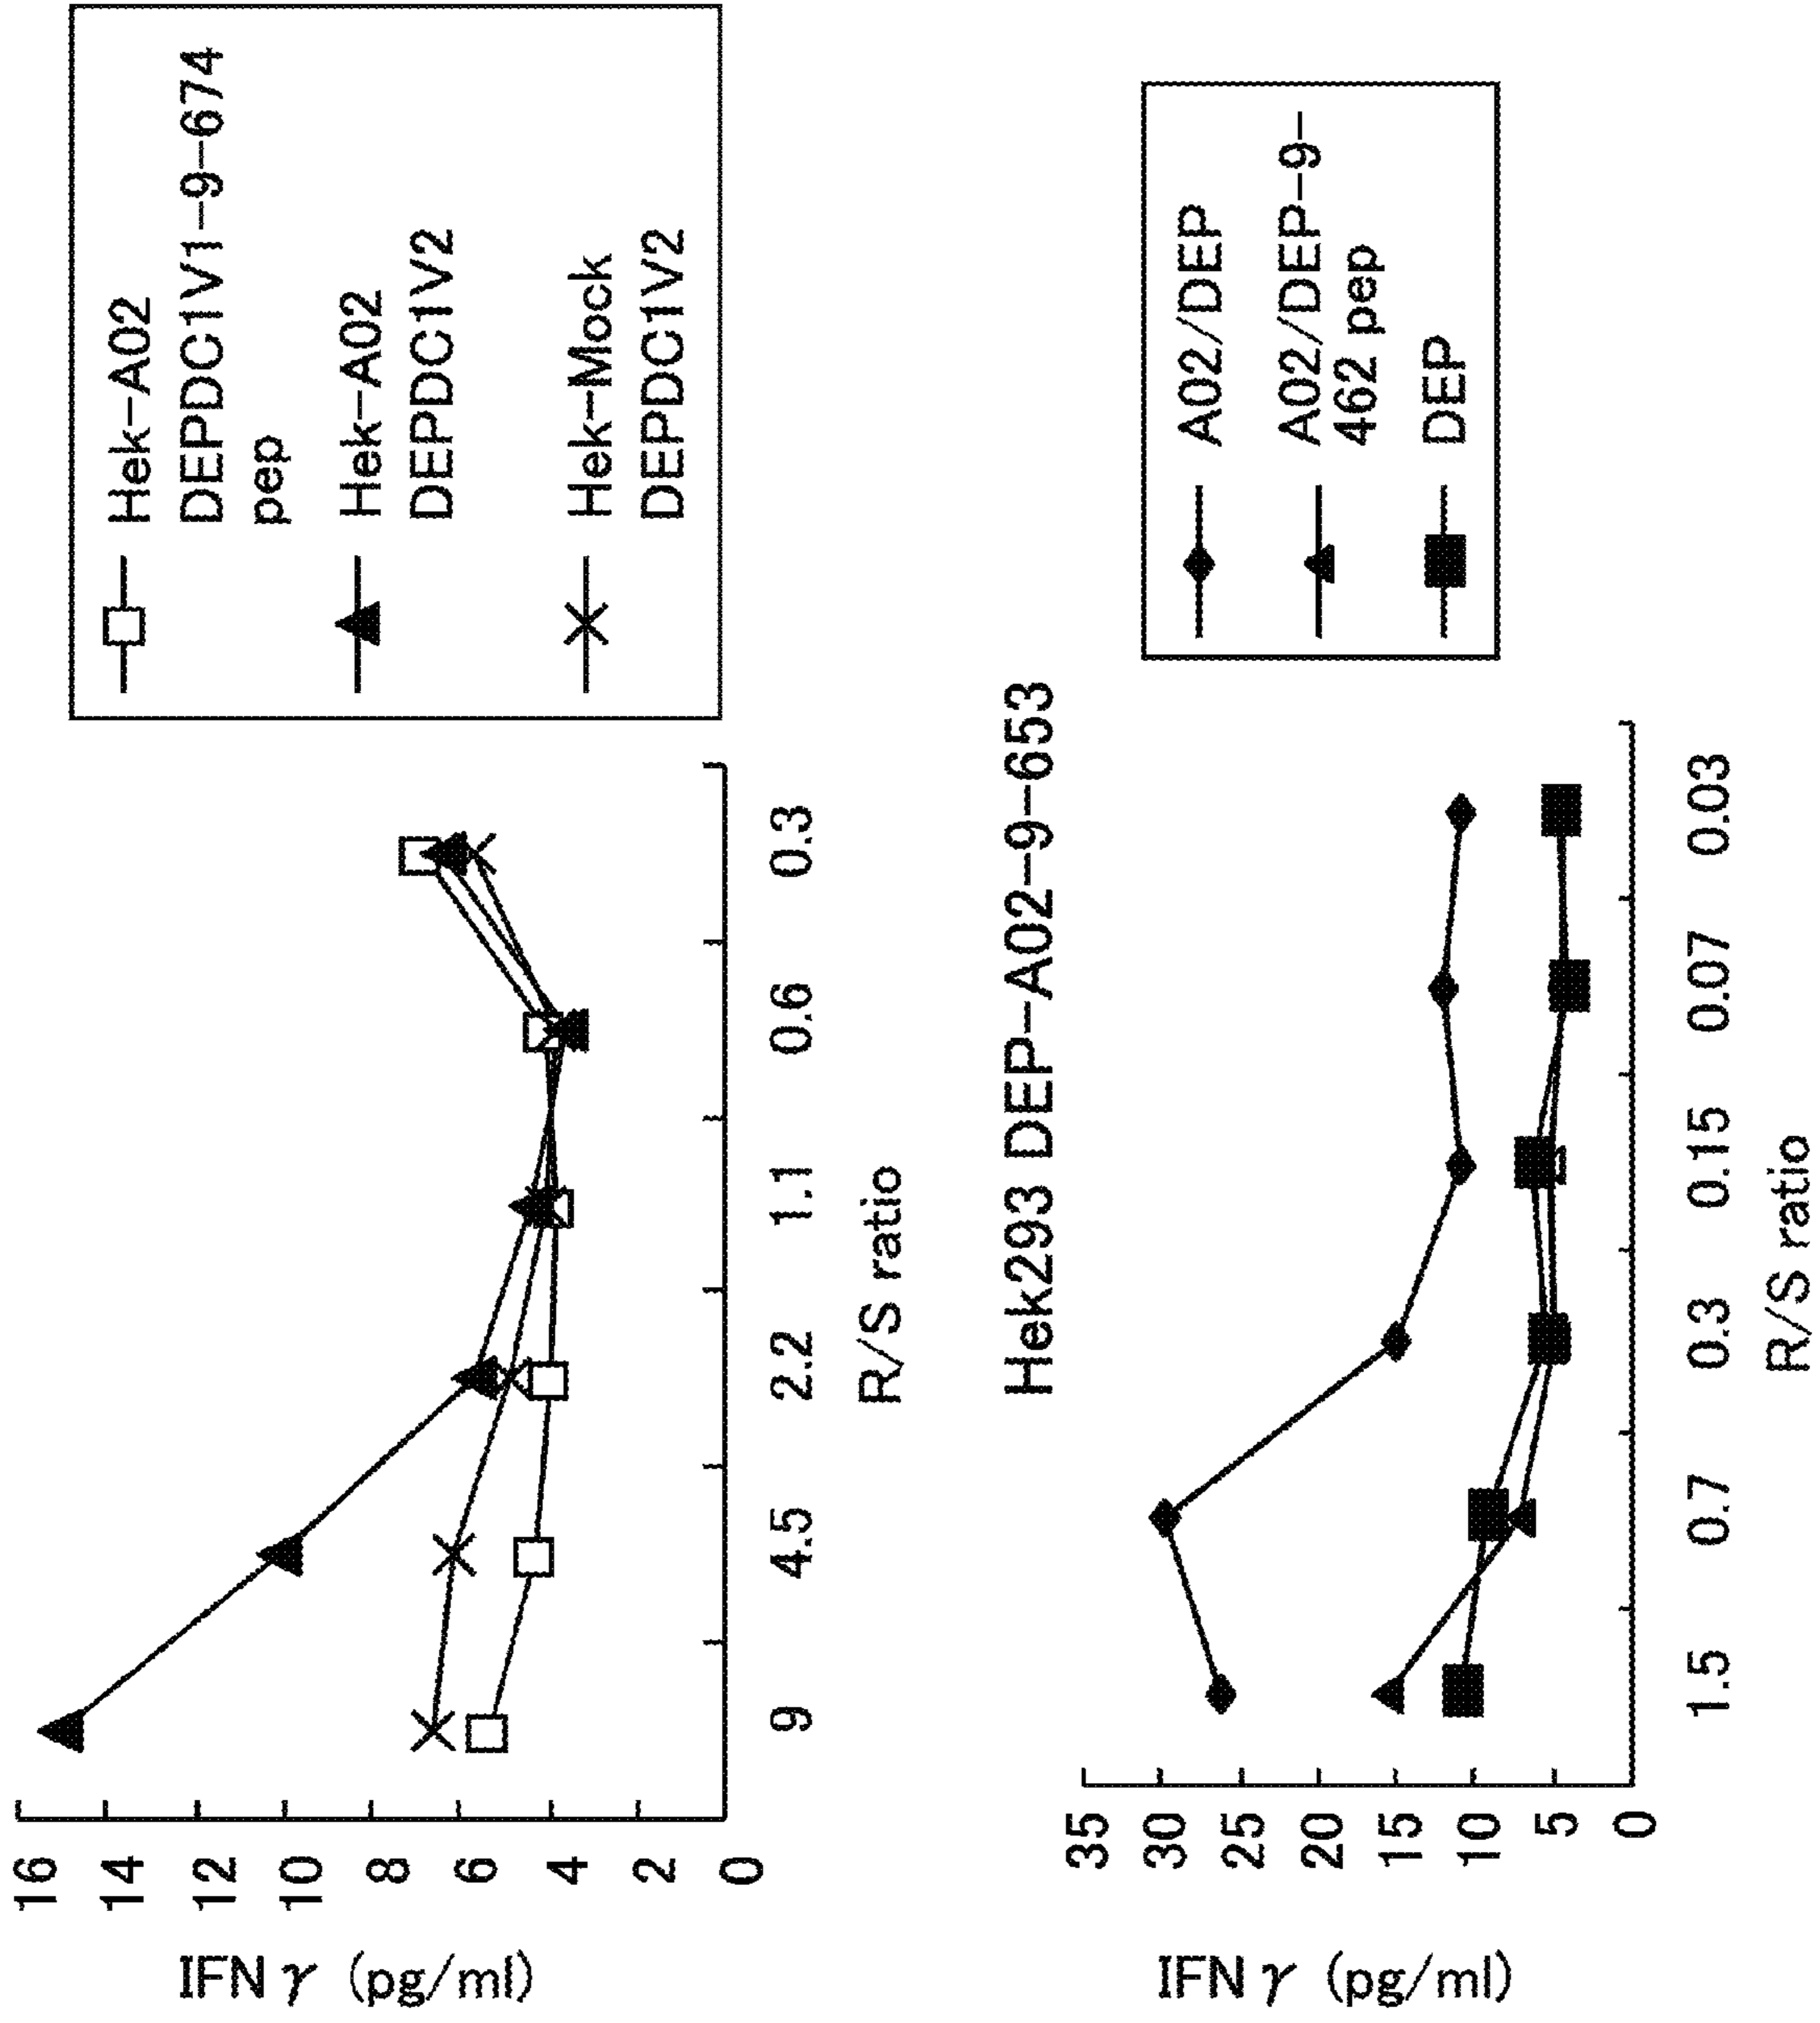 IFN γ (pg/ml)
16
14
12
10
8
6
4
2
0
9
4.5
2.2
1.1
0.6
0.3
R/S ratio
Hek-A02
DEPDC1V1-9-674
pep
Hek-A02
DEPDC1V2
Hek-Mock
DEPDC1V2
Hek293 DEP-A02-9-653
IFN γ (pg/ml)
35
30
25
20
15
10
5
0
1.5
0.7
0.3
0.15
0.07
0.03
R/S ratio
A02/DEP
A02/DEP-9-
462 pep
DEP